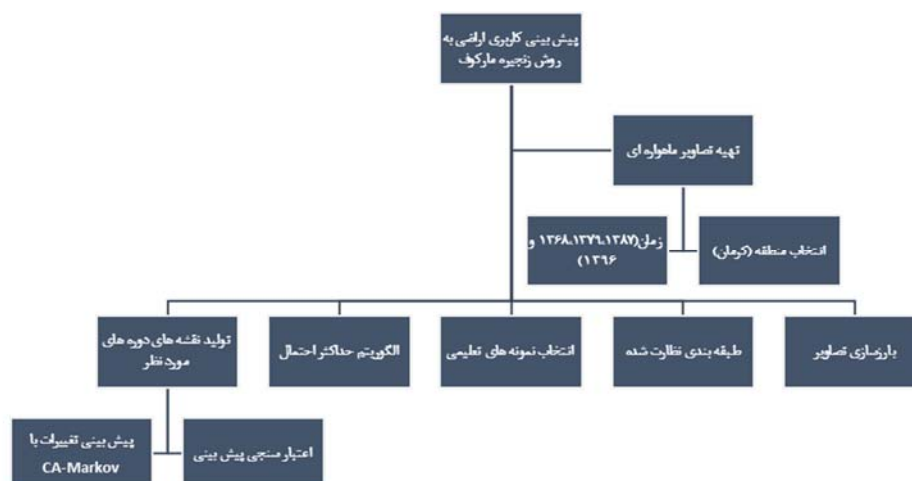 پیش بینی کاربری اراضی به
روش زنجیره مارکوف
تهیه تصاویر ماهواره ای
انتخاب منطقه (کرمان)
زمان(۱۳۶۸،۱۳۷۹،۱۳۸۷ و
۱۳۹۶)
بارزسازی تصاویر
طبقه بندی نظارت شده
انتخاب نمونه های تعلیمی
الگوریتم حداکثر احتمال
تولید نقشه های دوره های
مورد نظر
اعتبار سنجی پیش بینی
پیش بینی تغییرات با
CA-Markov